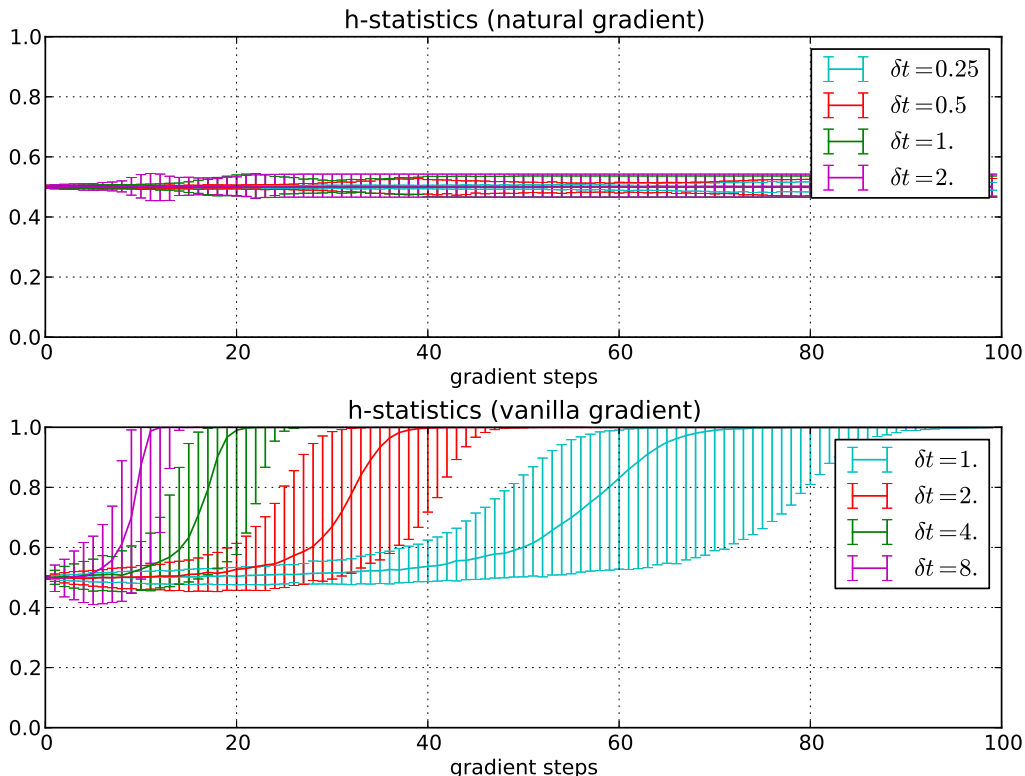 h-statistics (natural gradient)
1.0
0.8
0.6
0.4
0.2
0.0
δt=0.25
δt=0.5
δt=1.
δt=2.
0 20 40 60 80 100
gradient steps
h-statistics (vanilla gradient)
1.0
0.8
0.6
0.4
0.2
0.0
δt=1.
δt=2.
δt=4.
δt=8.
0 20 40 60 80 100
gradient steps